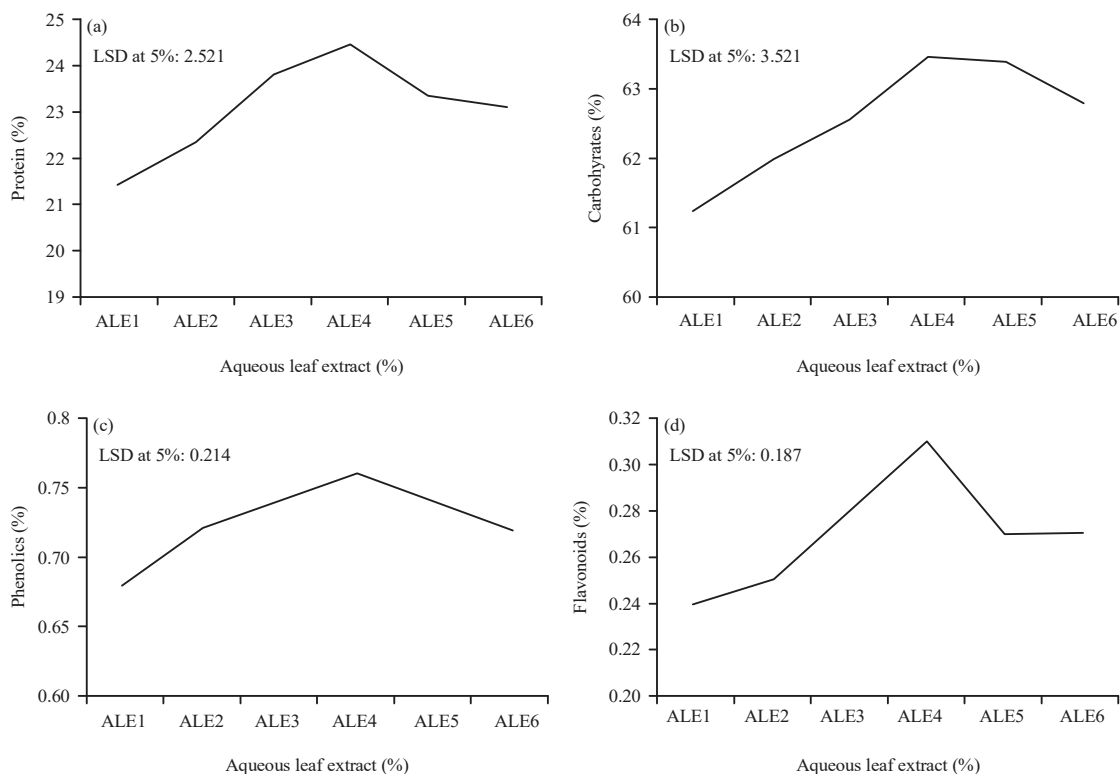 (a)
LSD at 5%: 2.521
Protein (%)
25
24
23
22
21
20
19
ALE1 ALE2 ALE3 ALE4 ALE5 ALE6
Aqueous leaf extract (%)
(b)
LSD at 5%: 3.521
Carbohyrates (%)
64
63
62
61
60
ALE1 ALE2 ALE3 ALE4 ALE5 ALE6
Aqueous leaf extract (%)
(c)
LSD at 5%: 0.214
Phenolics (%)
0.8
0.75
0.70
0.65
0.60
ALE1 ALE2 ALE3 ALE4 ALE5 ALE6
Aqueous leaf extract (%)
(d)
LSD at 5%: 0.187
Flavonoids (%)
0.32
0.30
0.28
0.26
0.24
0.22
0.20
ALE1 ALE2 ALE3 ALE4 ALE5 ALE6
Aqueous leaf extract (%)